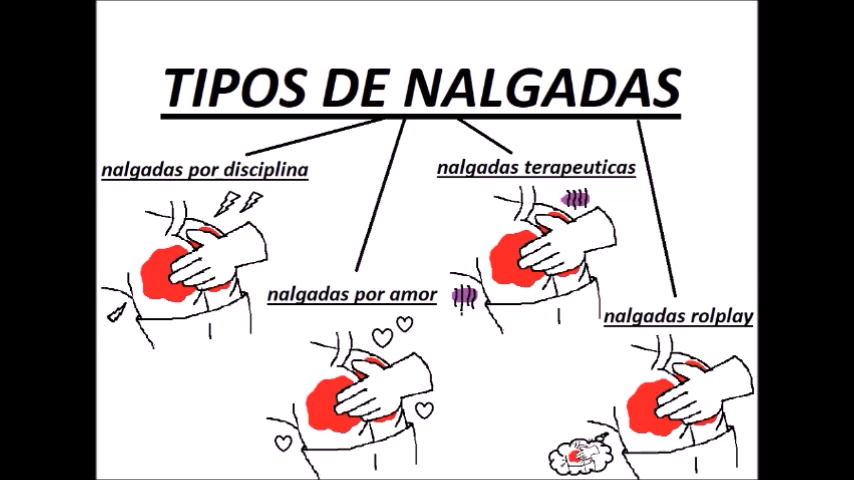 TIPOS DE NALGADAS
nalgadas por disciplina
nalgadas terapeuticas
nalgadas por amor
nalgadas rolplay